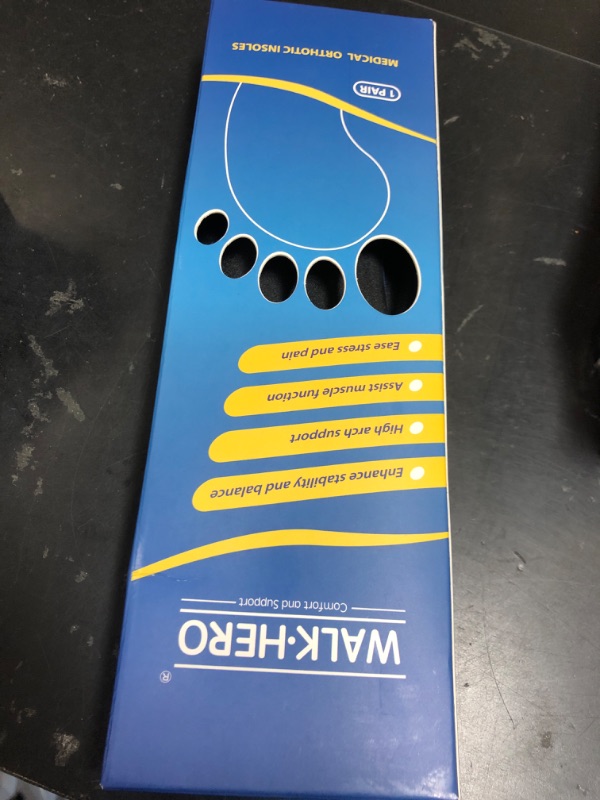 WALK·HERO®
Comfort and Support
Enhance stability and balance
High arch support
Assist muscle function
Ease stress and pain
1 PAIR
MEDICAL ORTHOTIC INSOLES